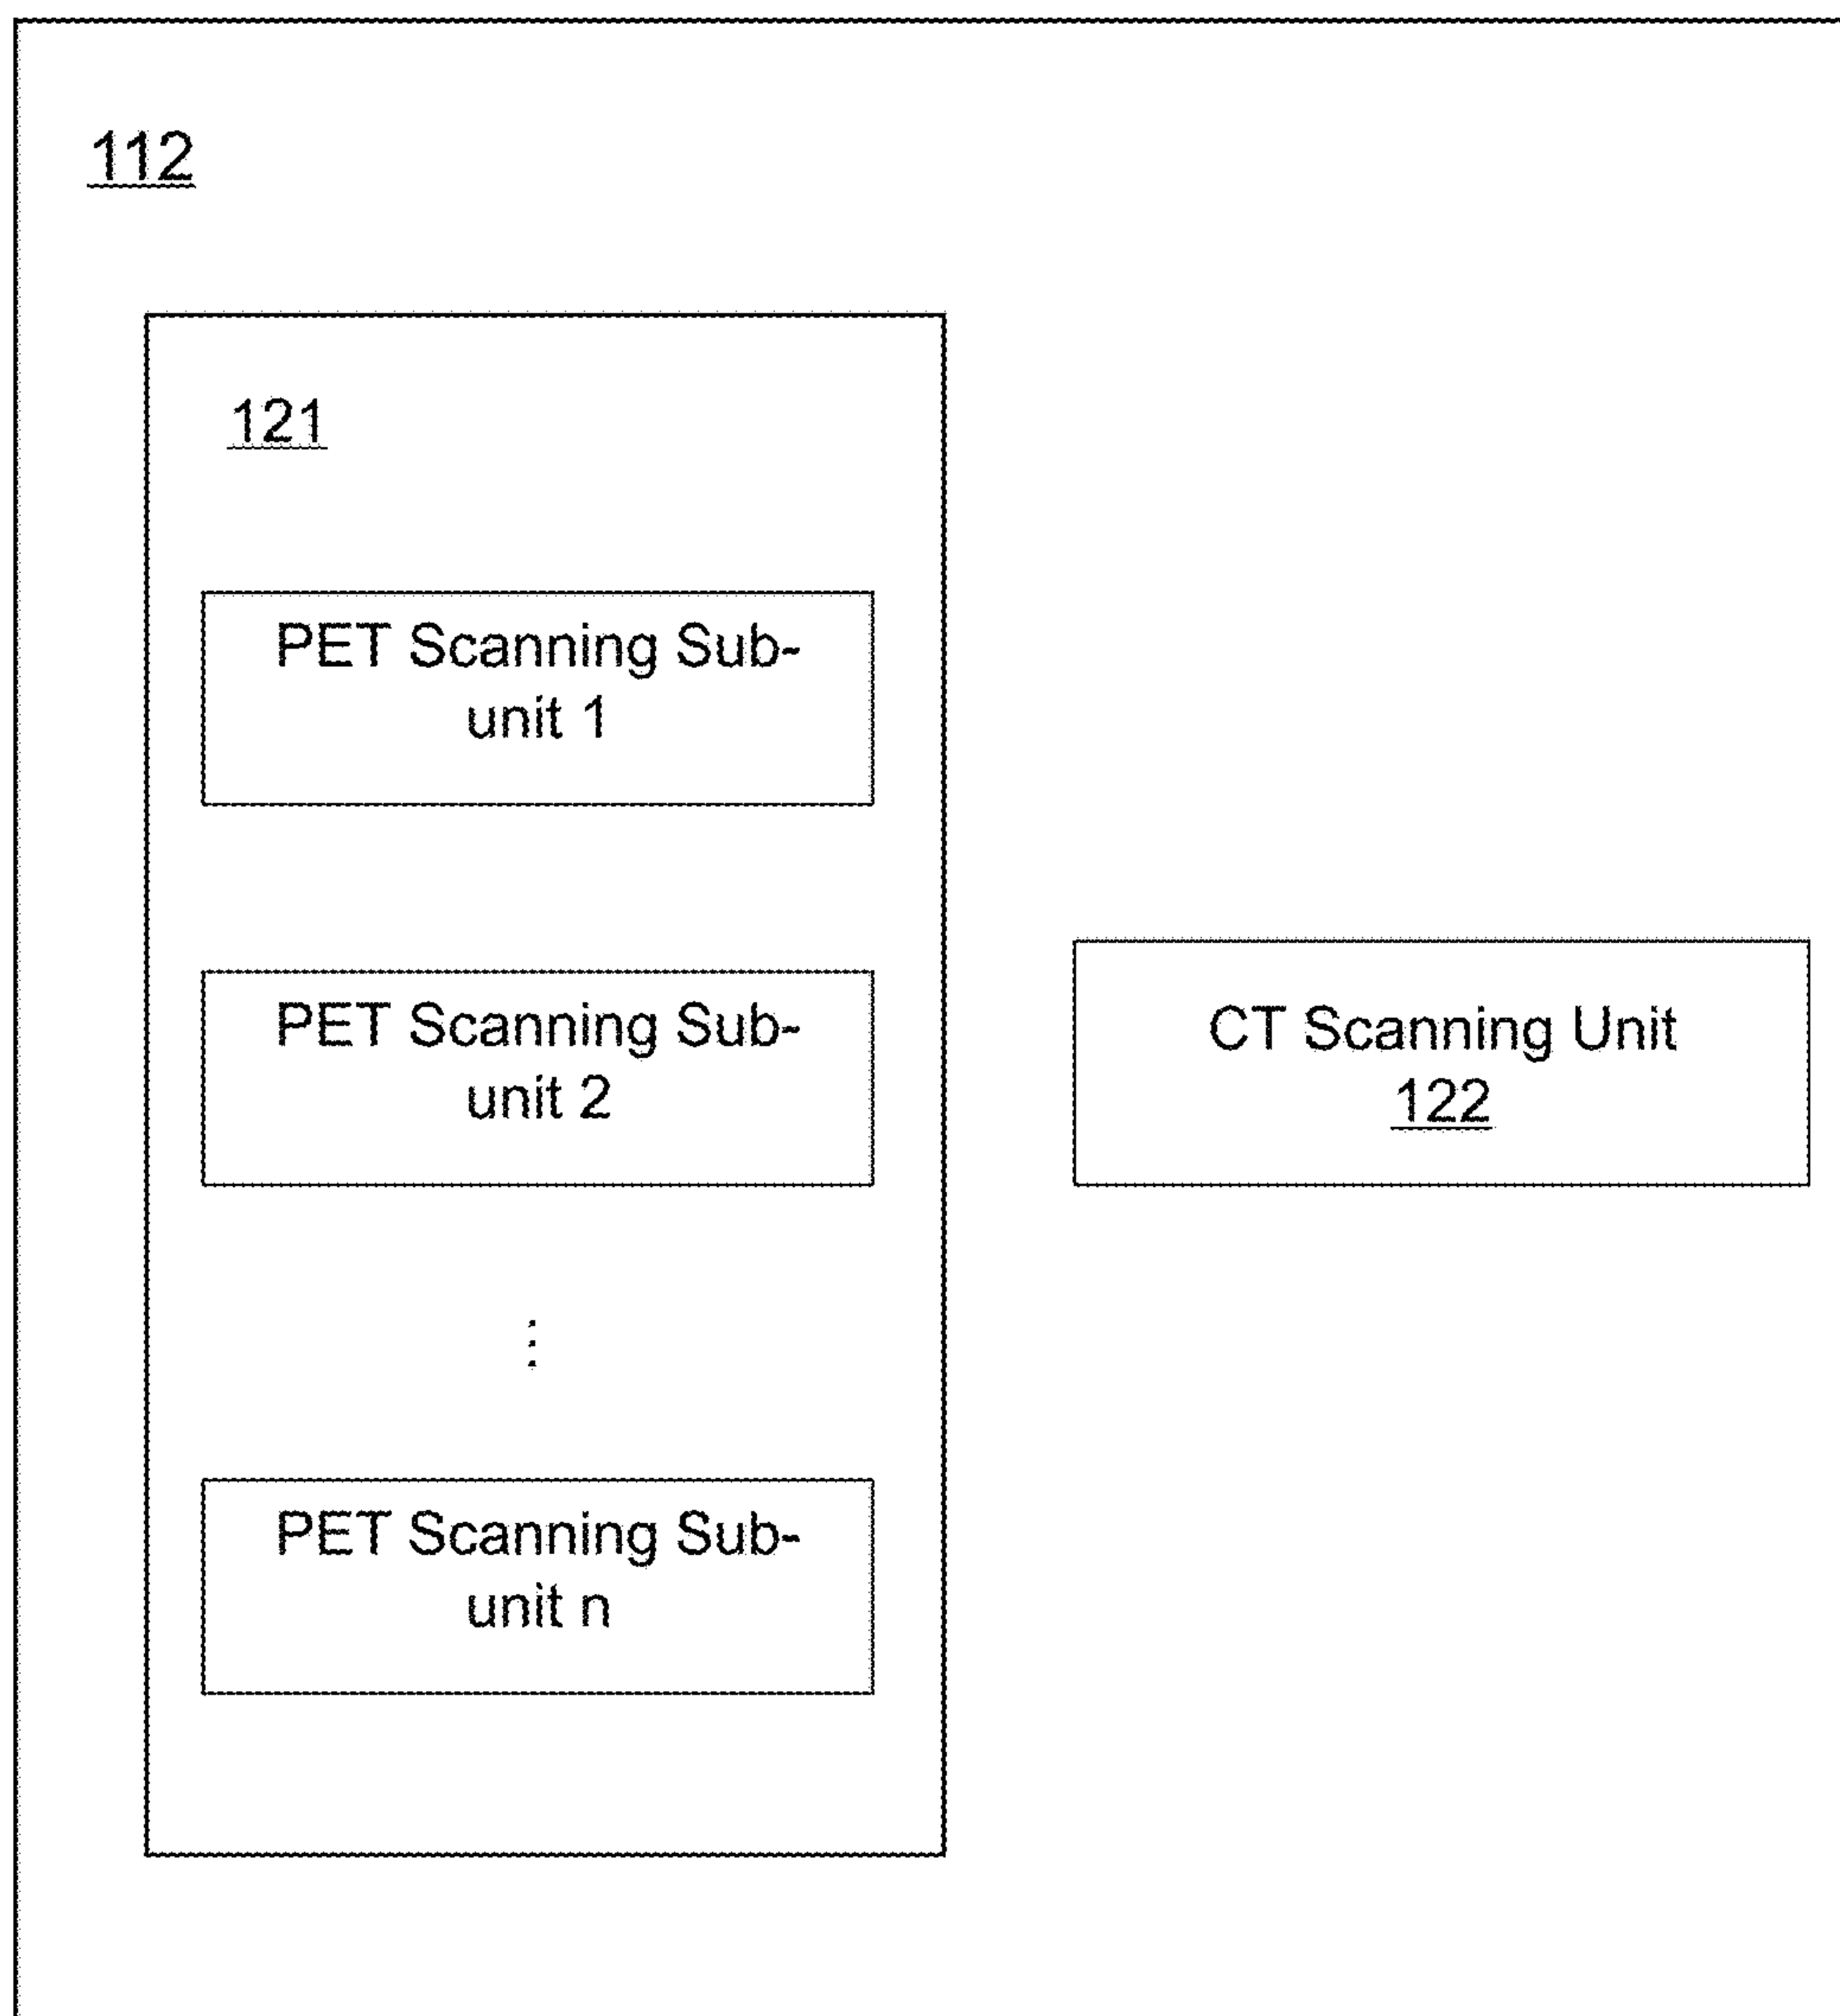 112
121
PET Scanning Sub-
unit 1
PET Scanning Sub-
unit 2
⋮
PET Scanning Sub-
unit n
CT Scanning Unit
122